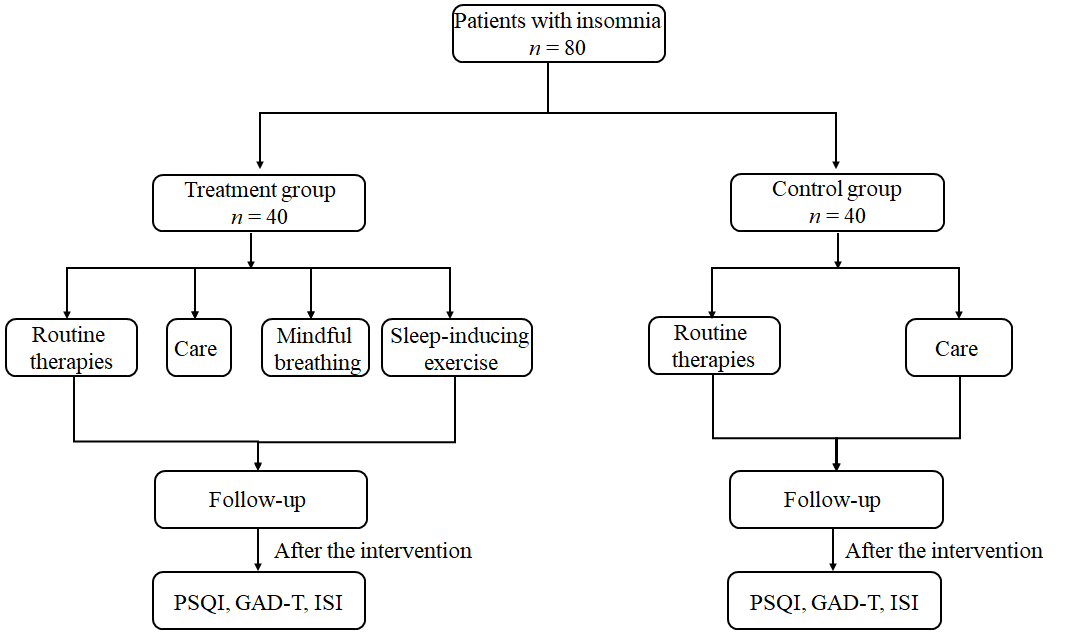 Patients with insomnia
n = 80
Treatment group
n = 40
Control group
n = 40
Routine
therapies
Care
Mindful
breathing
Sleep-inducing
exercise
Routine
therapies
Care
Follow-up
Follow-up
After the intervention
After the intervention
PSQI, GAD-T, ISI
PSQI, GAD-T, ISI